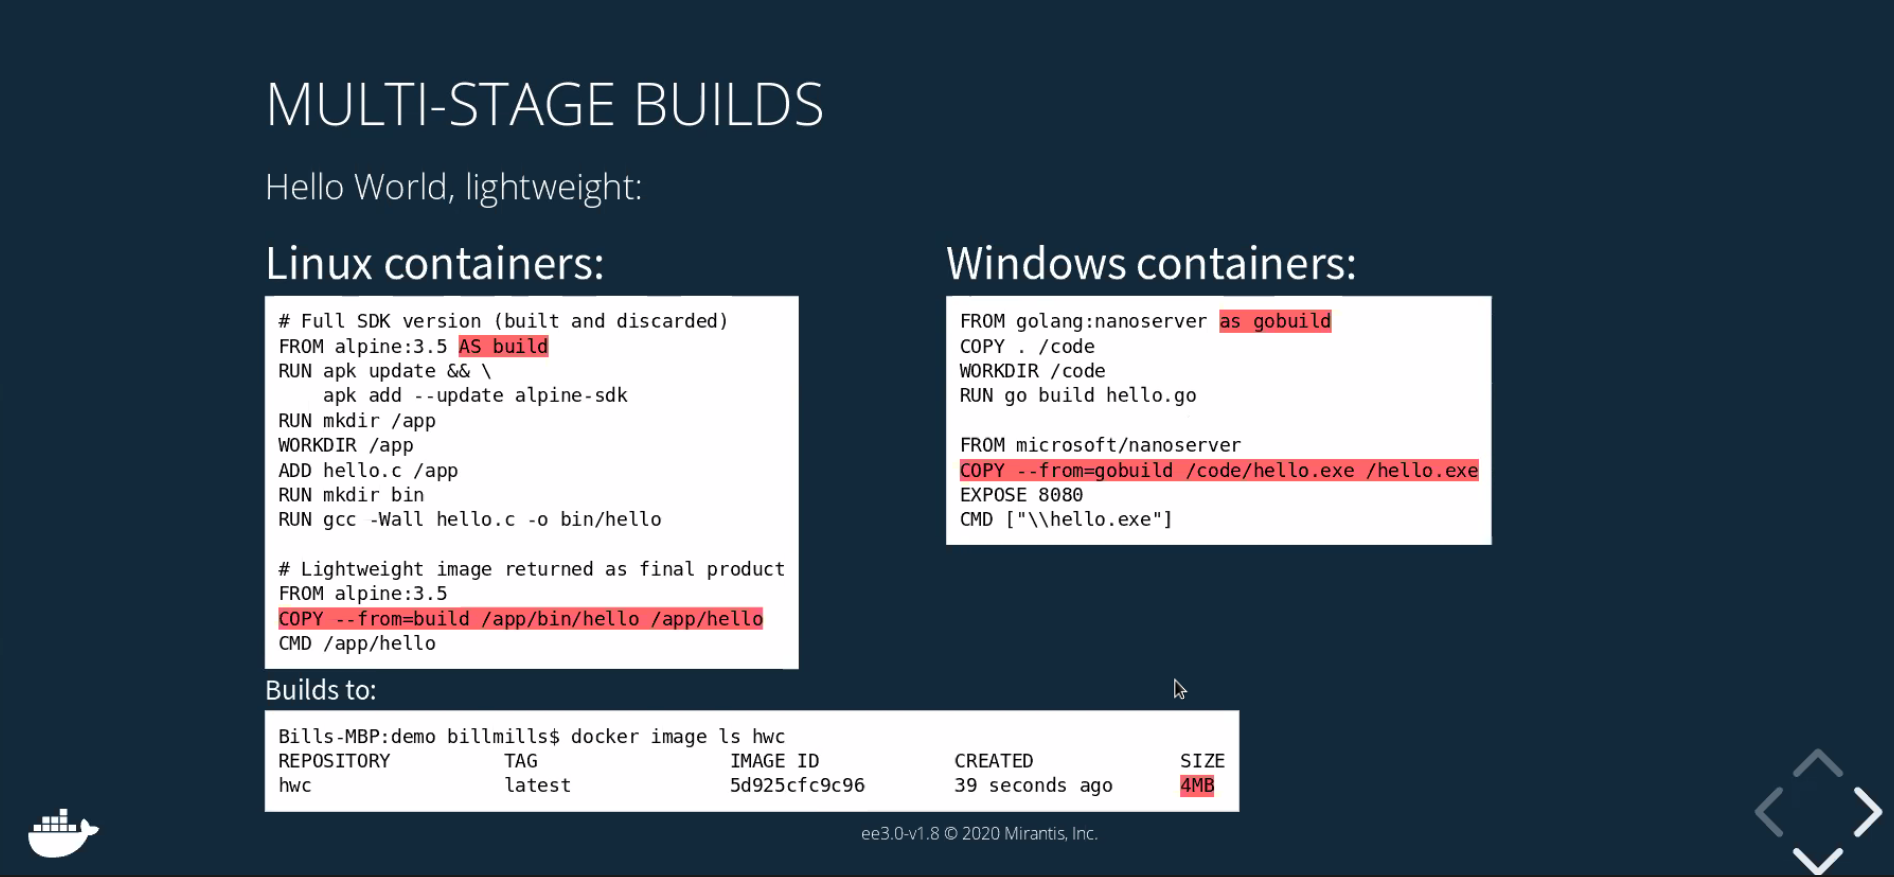 MULTI-STAGE BUILDS
Hello World, lightweight:
Linux containers:
# Full SDK version (built and discarded)
FROM alpine:3.5 AS build
RUN apk update && \
    apk add --update alpine-sdk
RUN mkdir /app
WORKDIR /app
ADD hello.c /app
RUN mkdir bin
RUN gcc -Wall hello.c -o bin/hello

# Lightweight image returned as final product
FROM alpine:3.5
COPY --from=build /app/bin/hello /app/hello
CMD /app/hello
Windows containers:
FROM golang:nanoserver as gobuild
COPY . /code
WORKDIR /code
RUN go build hello.go

FROM microsoft/nanoserver
COPY --from=gobuild /code/hello.exe /hello.exe
EXPOSE 8080
CMD ["\\hello.exe"]
Builds to:
Bills-MBP:demo billmills$ docker image ls hwc
REPOSITORY          TAG                 IMAGE ID            CREATED             SIZE
hwc                 latest              5d925cfc9c96        39 seconds ago      4MB
ee3.0-v1.8 © 2020 Mirantis, Inc.